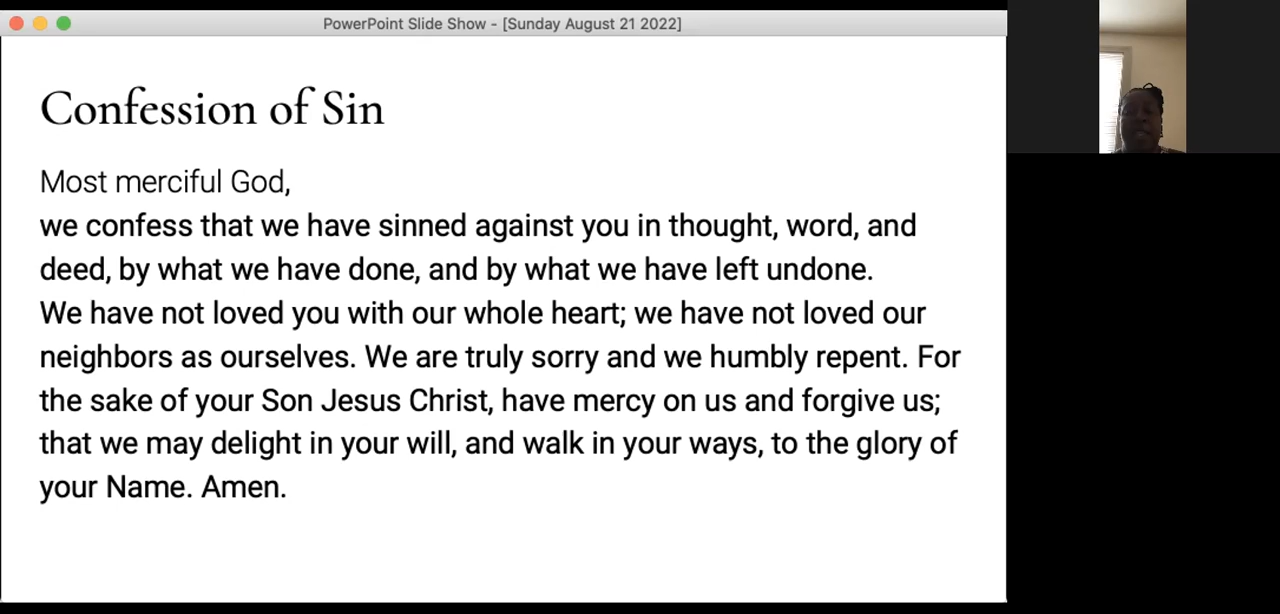 PowerPoint Slide Show - [Sunday August 21 2022]
Confession of Sin
Most merciful God,
we confess that we have sinned against you in thought, word, and
deed, by what we have done, and by what we have left undone.
We have not loved you with our whole heart; we have not loved our
neighbors as ourselves. We are truly sorry and we humbly repent. For
the sake of your Son Jesus Christ, have mercy on us and forgive us;
that we may delight in your will, and walk in your ways, to the glory of
your Name. Amen.